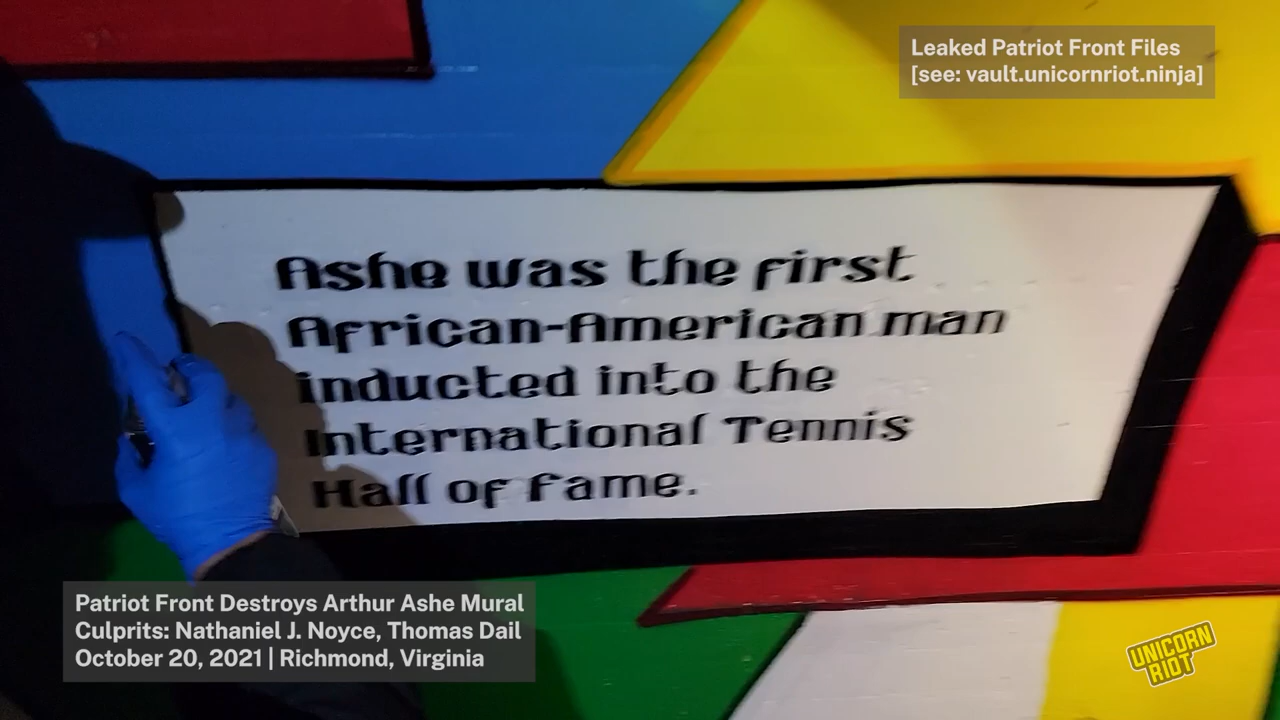 Leaked Patriot Front Files
[see: vault.unicornriot.ninja]
Ashe was the first
African-American man
inducted into the
International Tennis
Hall of Fame.
Patriot Front Destroys Arthur Ashe Mural
Culprits: Nathaniel J. Noyce, Thomas Dail
October 20, 2021 | Richmond, Virginia
UNICORN
RIOT